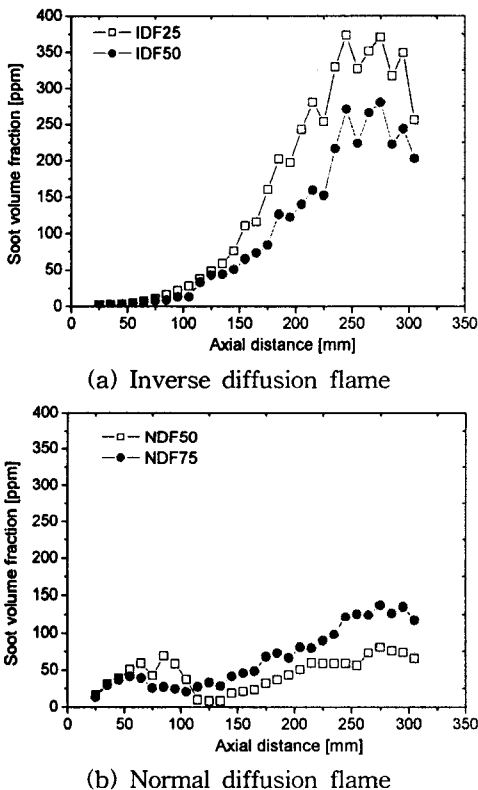 400
350
300
250
200
150
100
50
0
Soot volume fraction [ppm]
IDF25
IDF50
0 50 100 150 200 250 300 350
Axial distance [mm]
(a) Inverse diffusion flame
400
350
300
250
200
150
100
50
0
Soot volume fraction [ppm]
NDF50
NDF75
0 50 100 150 200 250 300 350
Axial distance [mm]
(b) Normal diffusion flame